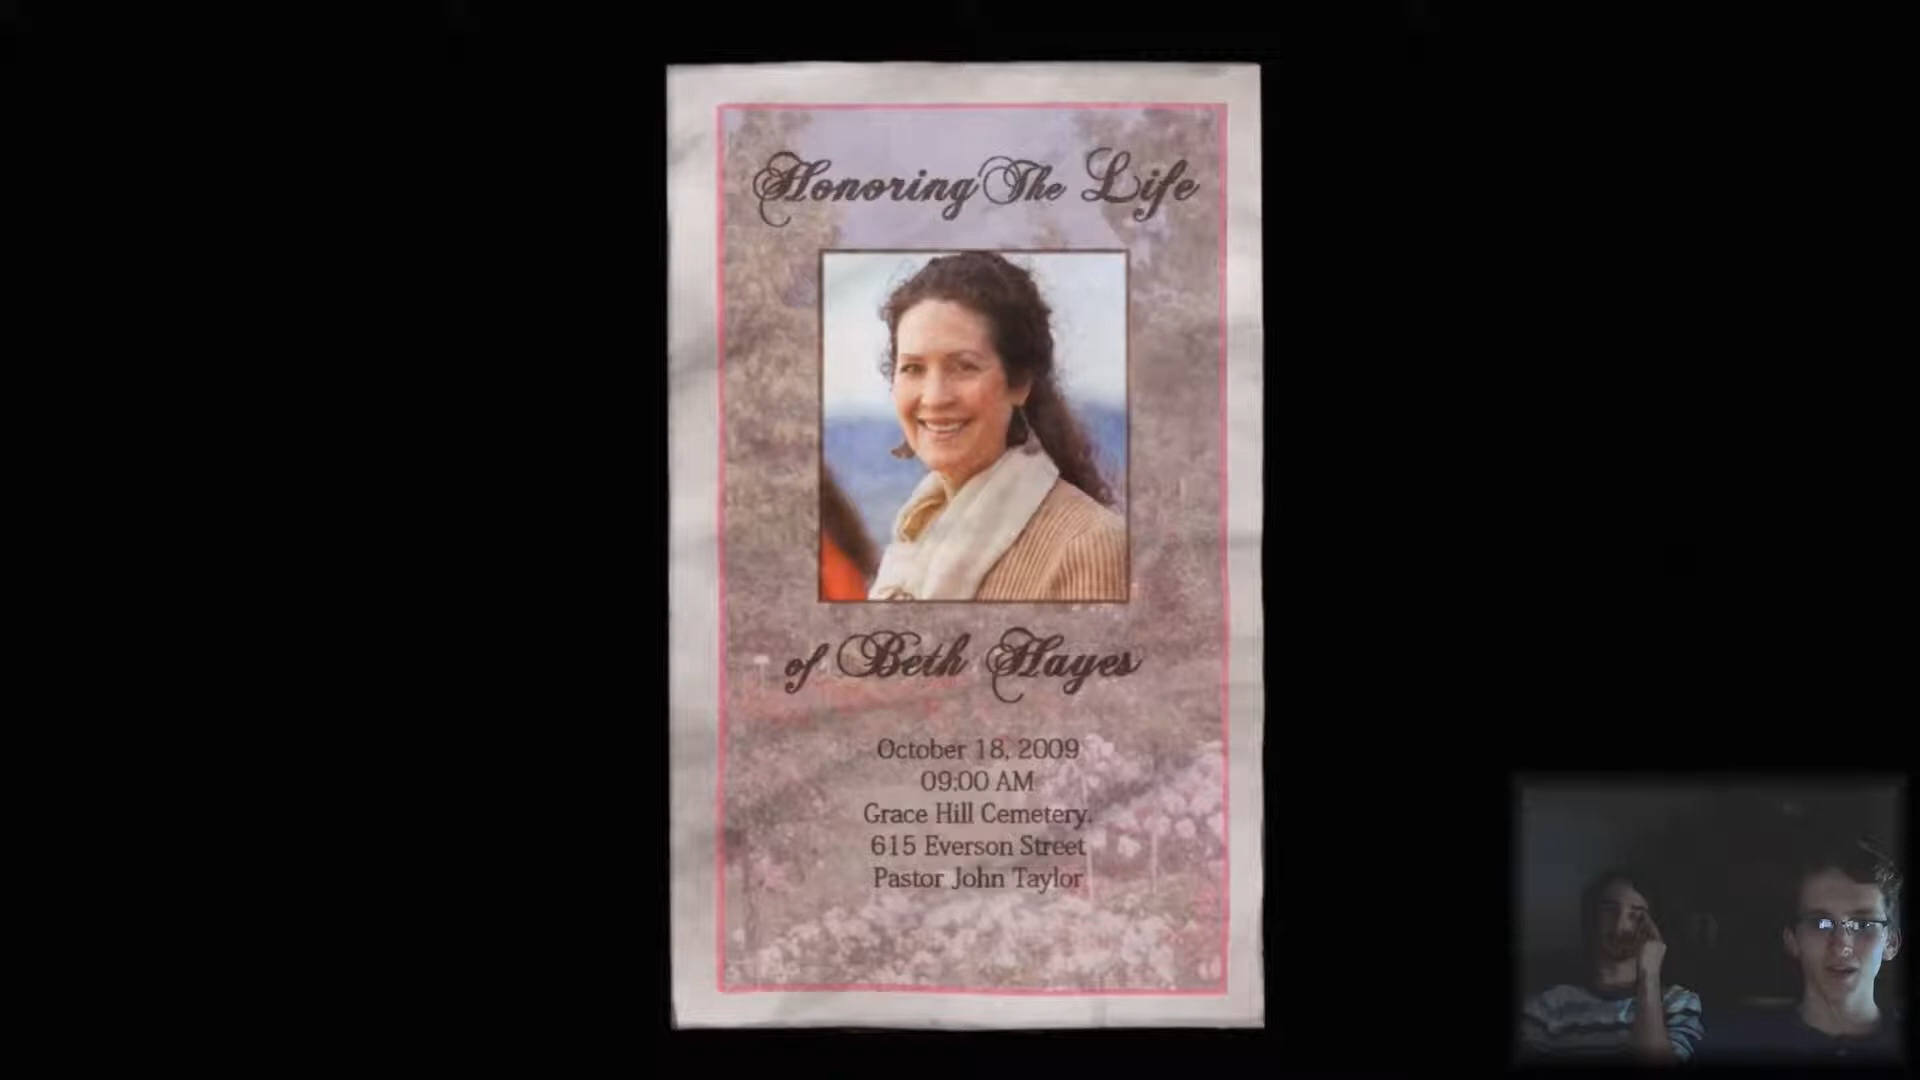 Honoring The Life
of Beth Hayes
October 18, 2009
09:00 AM
Grace Hill Cemetery.
615 Everson Street
Pastor John Taylor